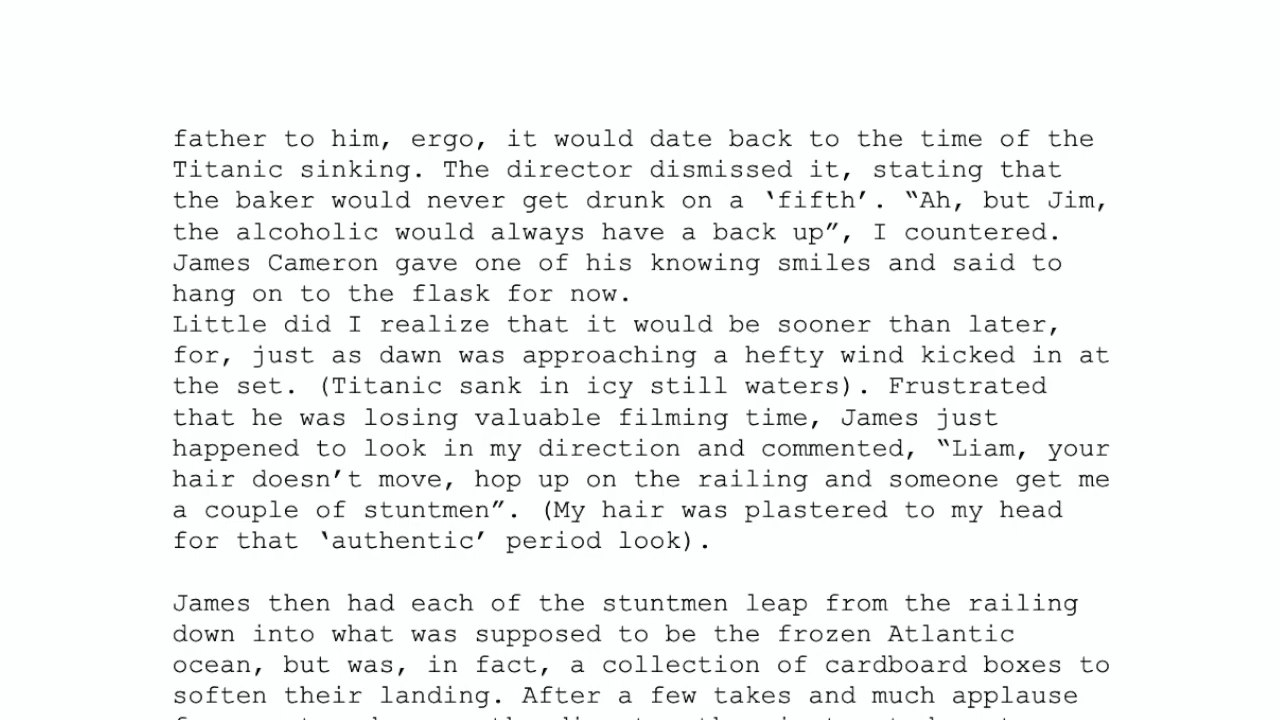 father to him, ergo, it would date back to the time of the
Titanic sinking. The director dismissed it, stating that
the baker would never get drunk on a ‘fifth’. “Ah, but Jim,
the alcoholic would always have a back up”, I countered.
James Cameron gave one of his knowing smiles and said to
hang on to the flask for now.
Little did I realize that it would be sooner than later,
for, just as dawn was approaching a hefty wind kicked in at
the set. (Titanic sank in icy still waters). Frustrated
that he was losing valuable filming time, James just
happened to look in my direction and commented, “Liam, your
hair doesn’t move, hop up on the railing and someone get me
a couple of stuntmen”. (My hair was plastered to my head
for that ‘authentic’ period look).
James then had each of the stuntmen leap from the railing
down into what was supposed to be the frozen Atlantic
ocean, but was, in fact, a collection of cardboard boxes to
soften their landing. After a few takes and much applause